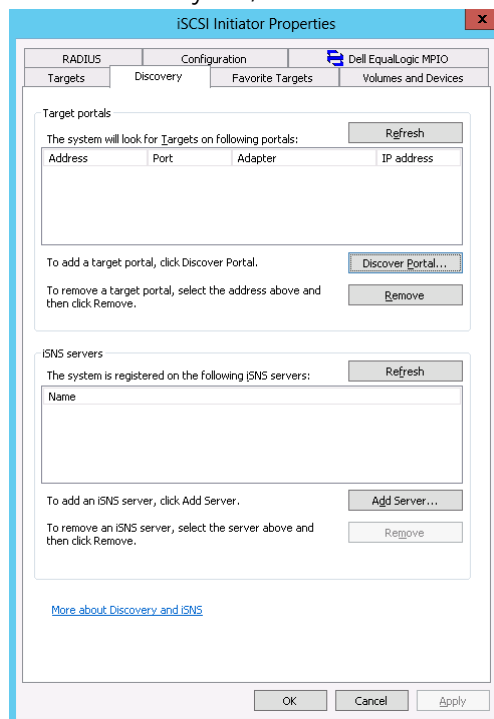 iSCSI Initiator Properties
x
RADIUS Configuration Dell EqualLogic MPIO
Targets Discovery Favorite Targets Volumes and Devices
Target portals
The system will look for Targets on following portals: Refresh
Address Port Adapter IP address
To add a target portal, click Discover Portal. Discover Portal...
To remove a target portal, select the address above and
then click Remove.
Remove
iSNS servers
The system is registered on the following iSNS servers: Refresh
Name
To add an iSNS server, click Add Server. Add Server...
To remove an iSNS server, select the server above and
then click Remove.
Remove
More about Discovery and iSNS
OK Cancel Apply